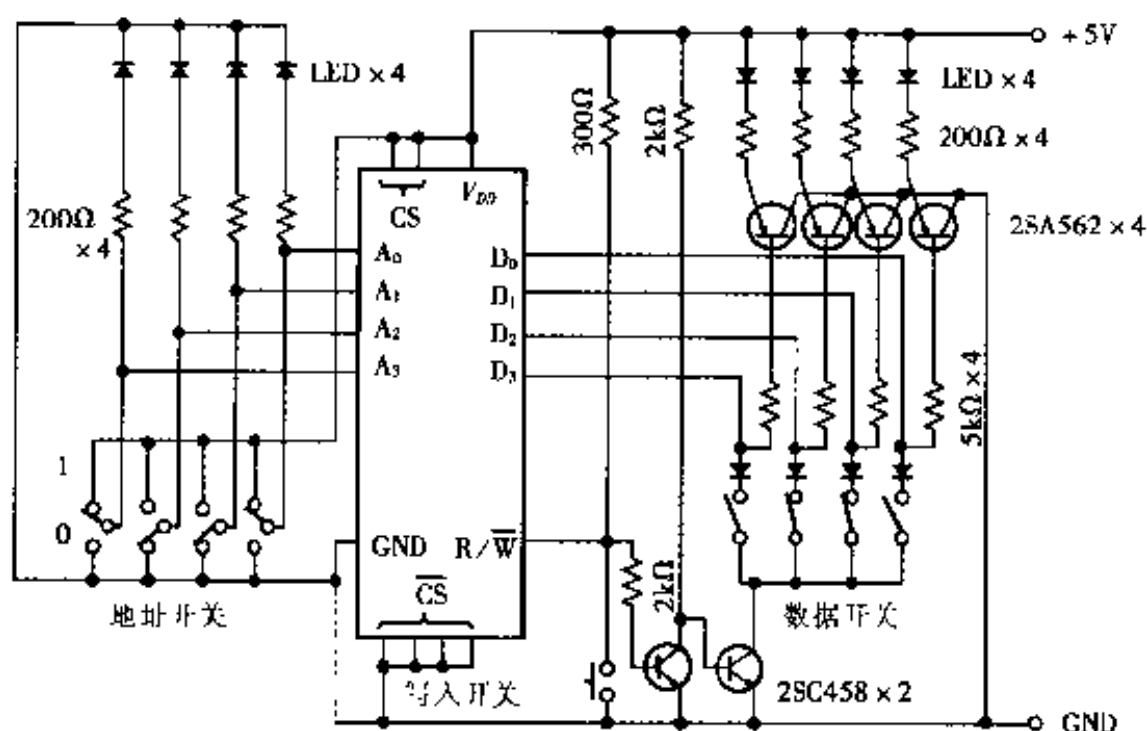 +5V
LED × 4
LED × 4
300Ω
2kΩ
200Ω × 4
CS
V_DD
200Ω
× 4
2SA562 × 4
A₀
D₀
A₁
D₁
A₂
D₂
A₃
D₃
5kΩ × 4
1
0
GND
R/W̅
C̅S̅
2kΩ
地址开关
数据开关
写入开关
2SC458 × 2
GND